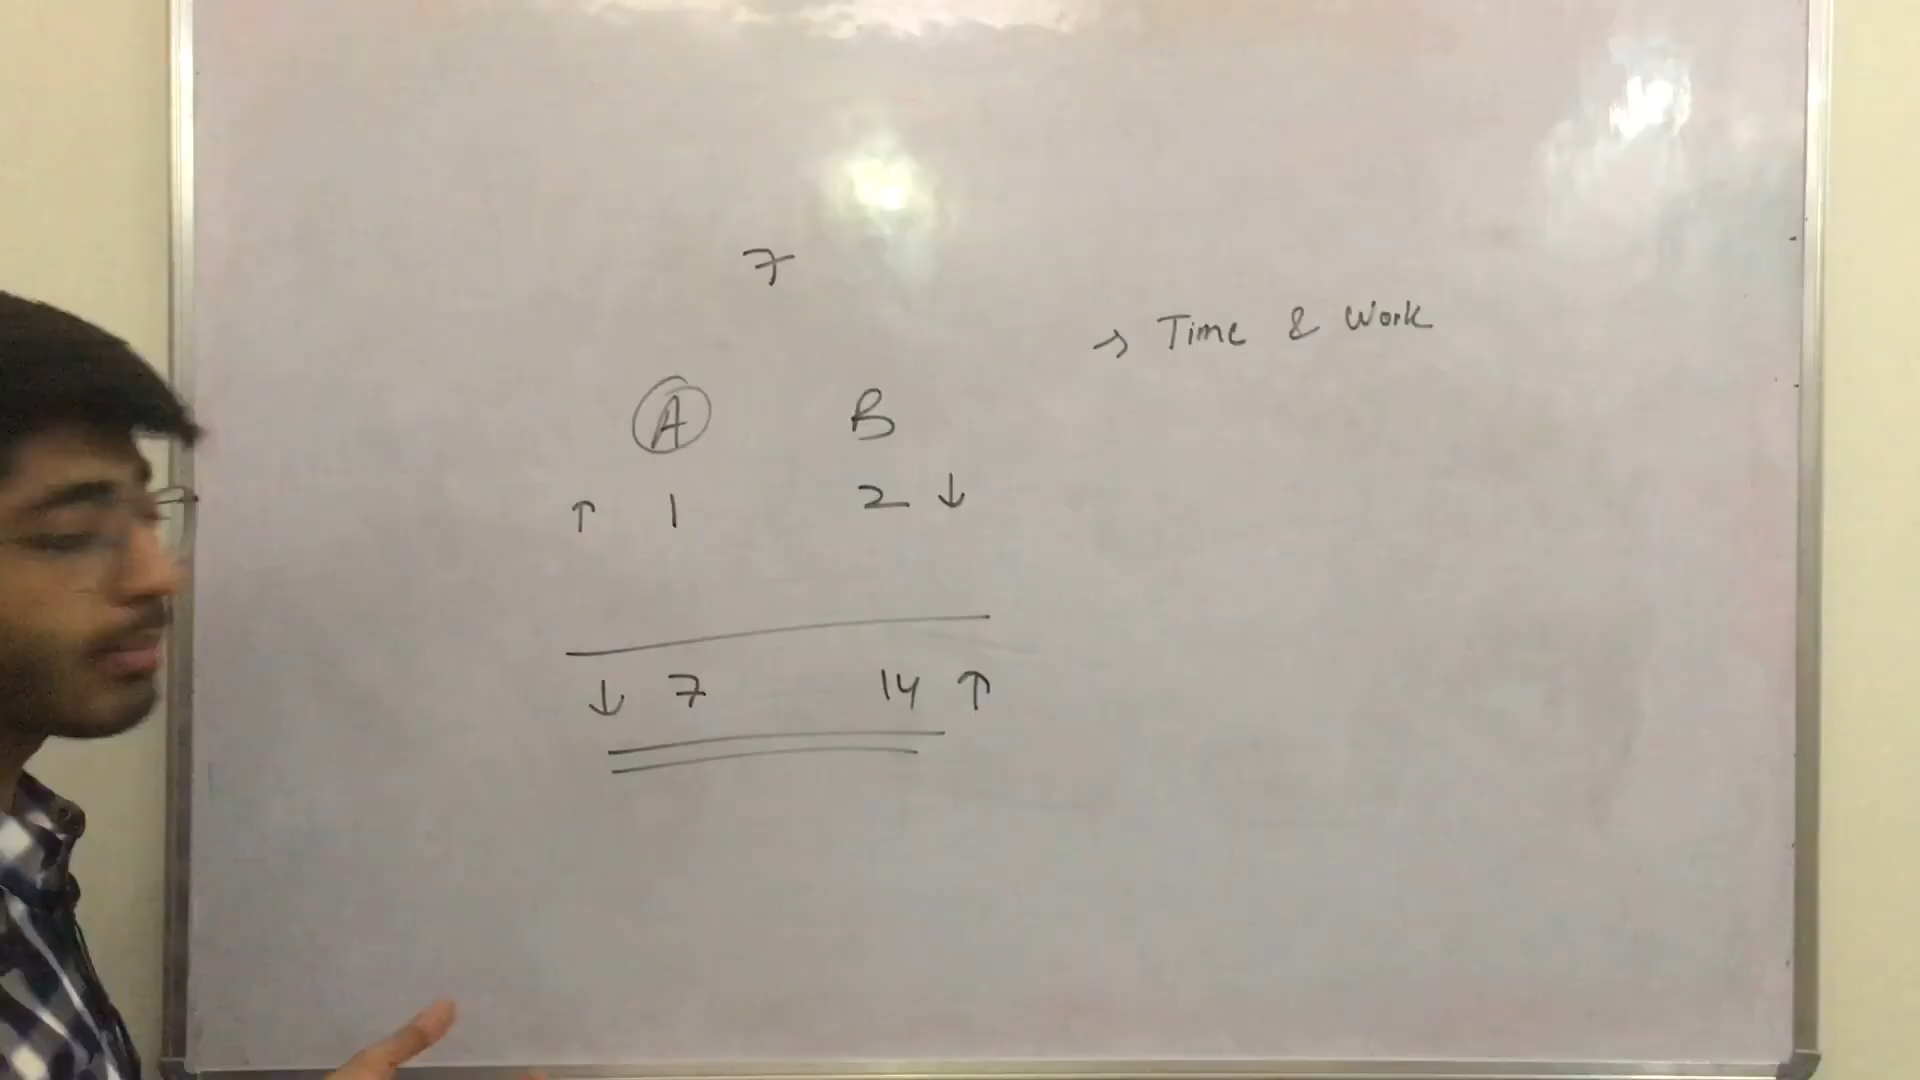 7
→ Time & Work
A B
↑ 1 2 ↓
↓ 7 14 ↑